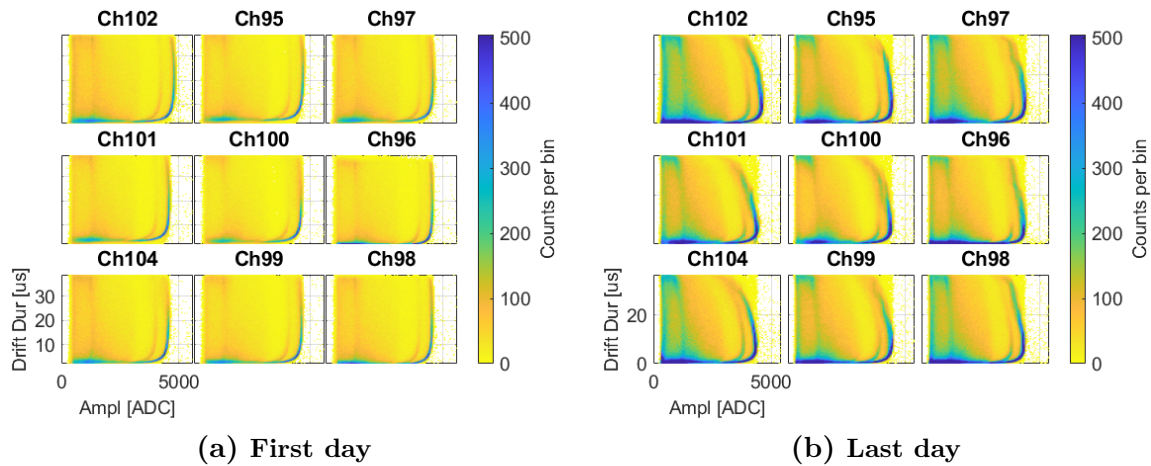 Ch102 Ch95 Ch97
Ch101 Ch100 Ch96
Ch104 Ch99 Ch98
Drift Dur [us]
30
20
10
0 5000
Ampl [ADC]
500
400
300
200
100
0
Counts per bin
(a) First day
Ch102 Ch95 Ch97
Ch101 Ch100 Ch96
Ch104 Ch99 Ch98
Drift Dur [us]
20
0
0 5000
Ampl [ADC]
500
400
300
200
100
0
Counts per bin
(b) Last day